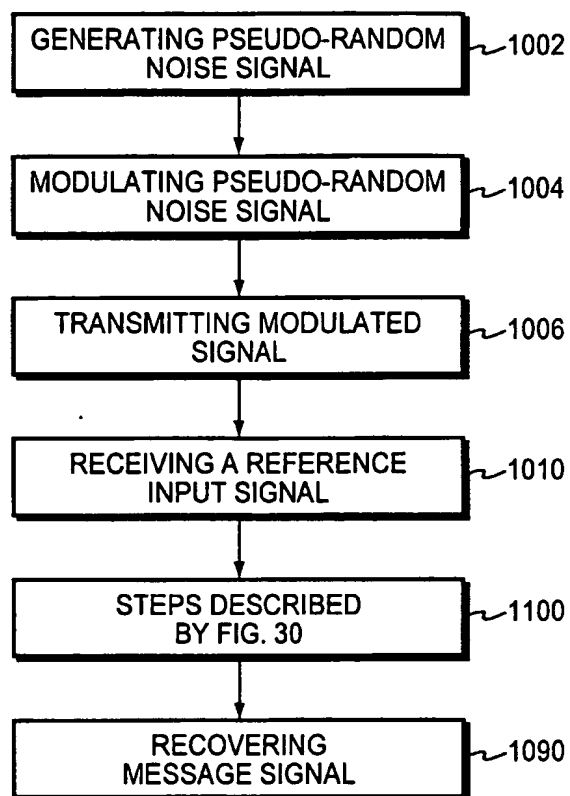 GENERATING PSEUDO-RANDOM
NOISE SIGNAL
1002
MODULATING PSEUDO-RANDOM
NOISE SIGNAL
1004
TRANSMITTING MODULATED
SIGNAL
1006
RECEIVING A REFERENCE
INPUT SIGNAL
1010
STEPS DESCRIBED
BY FIG. 30
1100
RECOVERING
MESSAGE SIGNAL
1090